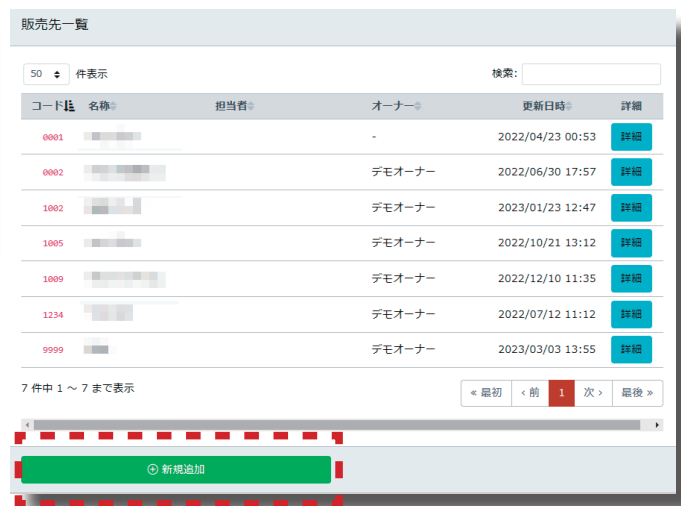 販売先一覧
50 件表示 検索:
コード 名称 担当者 オーナー 更新日時 詳細
0001 - 2022/04/23 00:53 詳細
0002 デモオーナー 2022/06/30 17:57 詳細
1002 デモオーナー 2023/01/23 12:47 詳細
1005 デモオーナー 2022/10/21 13:12 詳細
1009 デモオーナー 2022/12/10 11:35 詳細
1234 デモオーナー 2022/07/12 11:12 詳細
9999 デモオーナー 2023/03/03 13:55 詳細
7 件中 1 ～ 7 まで表示 « 最初 ‹ 前 1 次 › 最後 »
新規追加